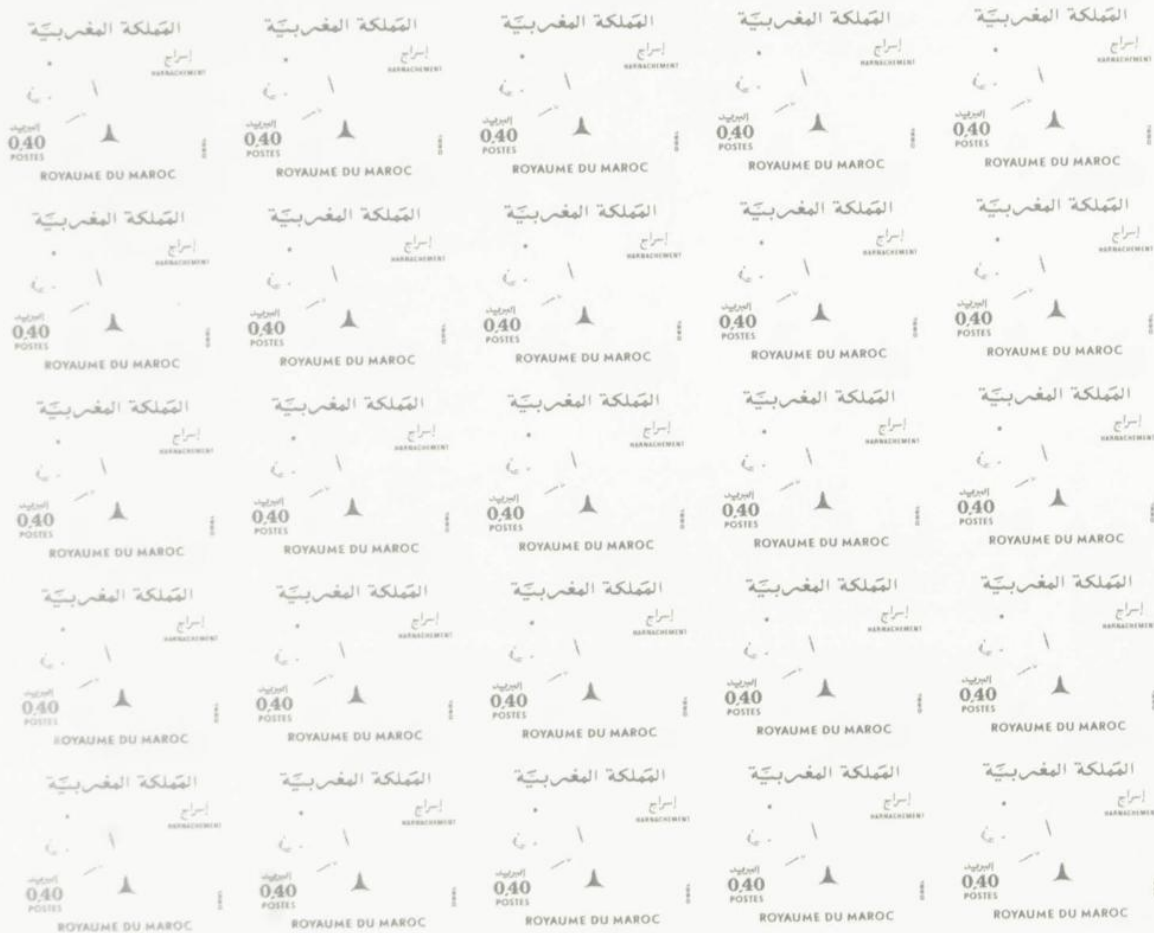 المملكة المغربية المملكة المغربية المملكة المغربية المملكة المغربية المملكة المغربية
إسراج إسراج إسراج إسراج إسراج
HARNACHEMENT HARNACHEMENT HARNACHEMENT HARNACHEMENT HARNACHEMENT
البريد البريد البريد البريد البريد
0,40 0,40 0,40 0,40 0,40
POSTES POSTES POSTES POSTES POSTES
ROYAUME DU MAROC ROYAUME DU MAROC ROYAUME DU MAROC ROYAUME DU MAROC ROYAUME DU MAROC
المملكة المغربية المملكة المغربية المملكة المغربية المملكة المغربية المملكة المغربية
إسراج إسراج إسراج إسراج إسراج
HARNACHEMENT HARNACHEMENT HARNACHEMENT HARNACHEMENT HARNACHEMENT
البريد البريد البريد البريد البريد
0,40 0,40 0,40 0,40 0,40
POSTES POSTES POSTES POSTES POSTES
ROYAUME DU MAROC ROYAUME DU MAROC ROYAUME DU MAROC ROYAUME DU MAROC ROYAUME DU MAROC
المملكة المغربية المملكة المغربية المملكة المغربية المملكة المغربية المملكة المغربية
إسراج إسراج إسراج إسراج إسراج
HARNACHEMENT HARNACHEMENT HARNACHEMENT HARNACHEMENT HARNACHEMENT
البريد البريد البريد البريد البريد
0,40 0,40 0,40 0,40 0,40
POSTES POSTES POSTES POSTES POSTES
ROYAUME DU MAROC ROYAUME DU MAROC ROYAUME DU MAROC ROYAUME DU MAROC ROYAUME DU MAROC
المملكة المغربية المملكة المغربية المملكة المغربية المملكة المغربية المملكة المغربية
إسراج إسراج إسراج إسراج إسراج
HARNACHEMENT HARNACHEMENT HARNACHEMENT HARNACHEMENT HARNACHEMENT
البريد البريد البريد البريد البريد
0,40 0,40 0,40 0,40 0,40
POSTES POSTES POSTES POSTES POSTES
ROYAUME DU MAROC ROYAUME DU MAROC ROYAUME DU MAROC ROYAUME DU MAROC ROYAUME DU MAROC
المملكة المغربية المملكة المغربية المملكة المغربية المملكة المغربية المملكة المغربية
إسراج إسراج إسراج إسراج إسراج
HARNACHEMENT HARNACHEMENT HARNACHEMENT HARNACHEMENT HARNACHEMENT
البريد البريد البريد البريد البريد
0,40 0,40 0,40 0,40 0,40
POSTES POSTES POSTES POSTES POSTES
ROYAUME DU MAROC ROYAUME DU MAROC ROYAUME DU MAROC ROYAUME DU MAROC ROYAUME DU MAROC